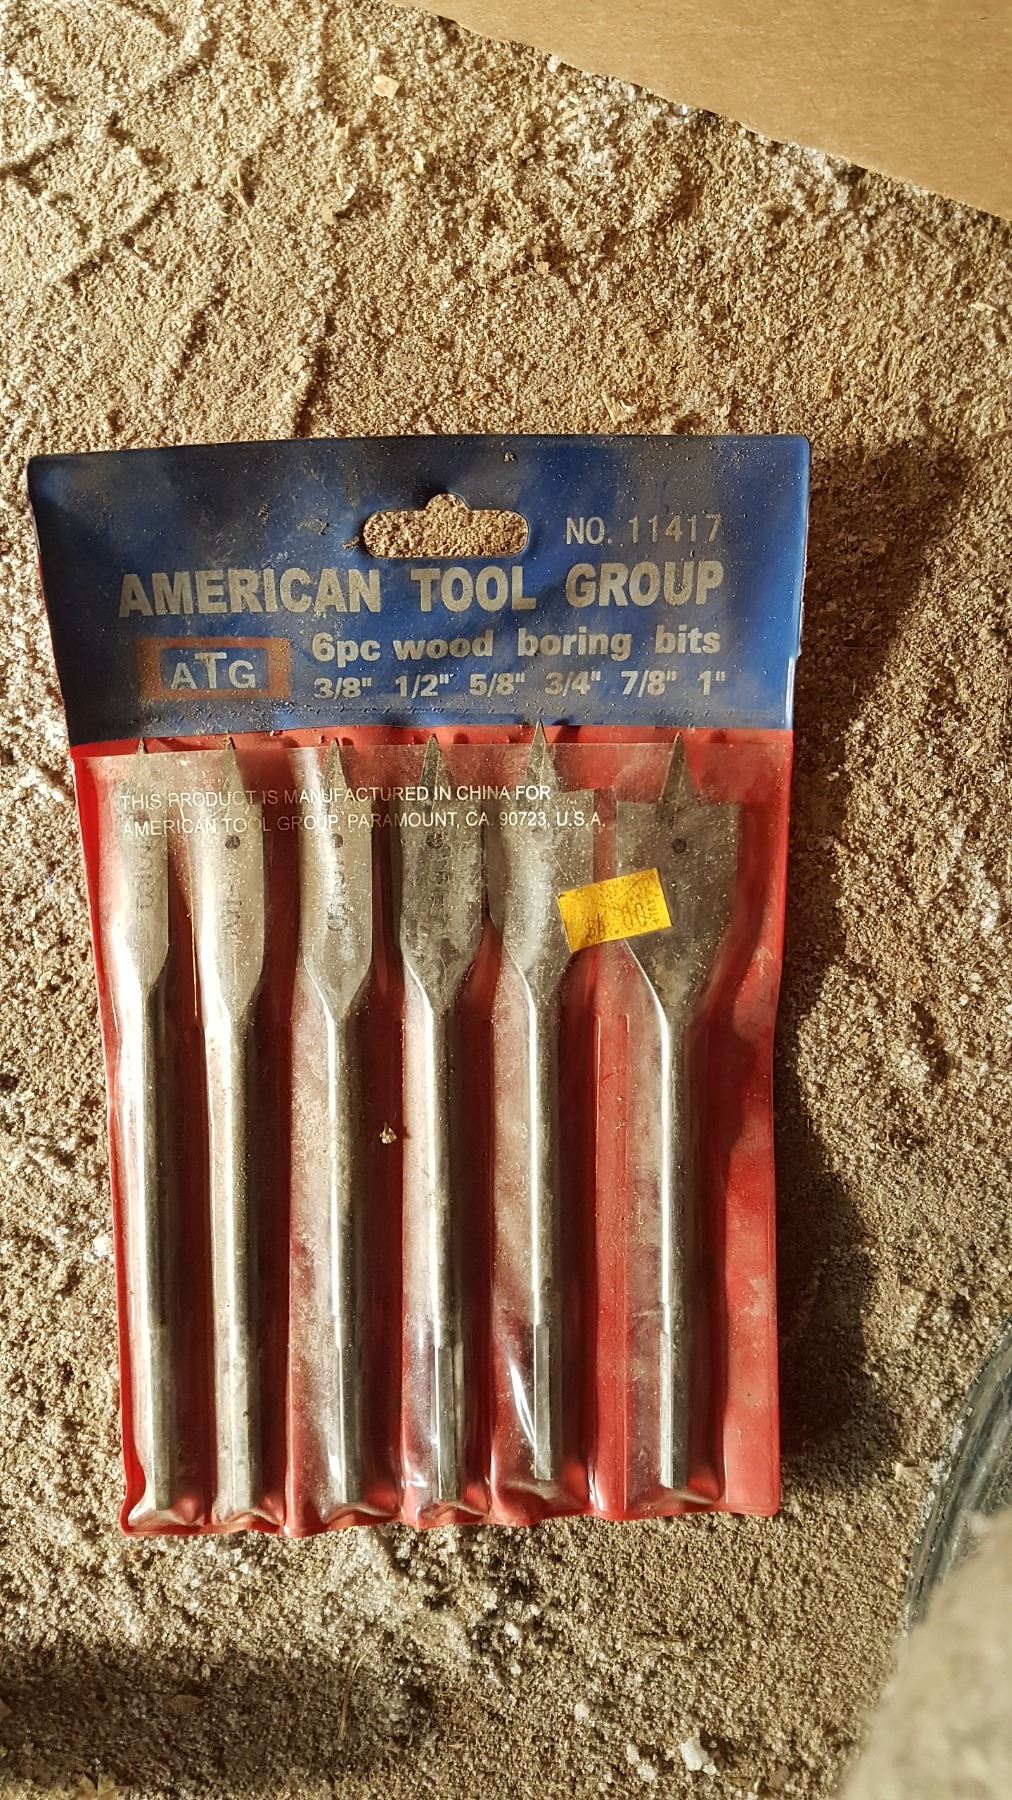 NO. 11417
AMERICAN TOOL GROUP
ATG
6pc wood boring bits
3/8" 1/2" 5/8" 3/4" 7/8" 1"
THIS PRODUCT IS MANUFACTURED IN CHINA FOR
AMERICAN TOOL GROUP, PARAMOUNT, CA. 90723, U.S.A.